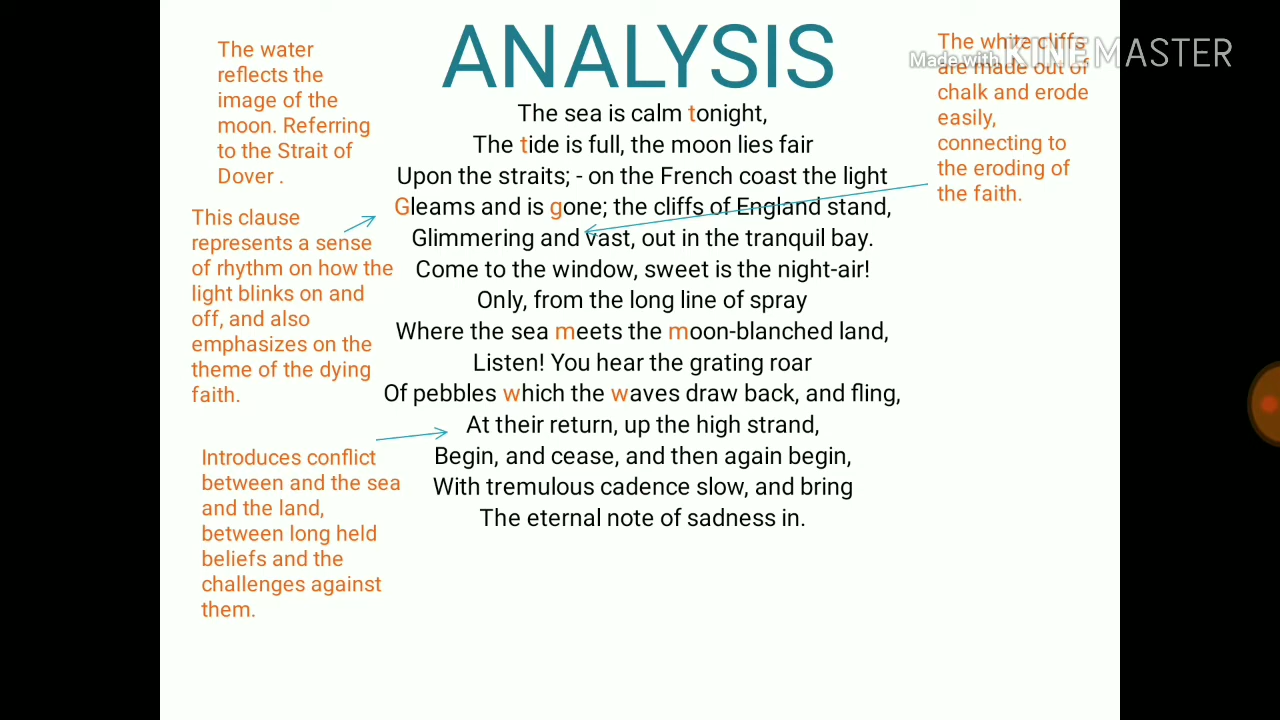 ANALYSIS
The water
reflects the
image of the
moon. Referring
to the Strait of
Dover .
This clause
represents a sense
of rhythm on how the
light blinks on and
off, and also
emphasizes on the
theme of the dying
faith.
Introduces conflict
between and the sea
and the land,
between long held
beliefs and the
challenges against
them.
The sea is calm tonight,
The tide is full, the moon lies fair
Upon the straits; - on the French coast the light
Gleams and is gone; the cliffs of England stand,
Glimmering and vast, out in the tranquil bay.
Come to the window, sweet is the night-air!
Only, from the long line of spray
Where the sea meets the moon-blanched land,
Listen! You hear the grating roar
Of pebbles which the waves draw back, and fling,
At their return, up the high strand,
Begin, and cease, and then again begin,
With tremulous cadence slow, and bring
The eternal note of sadness in.
The white cliffs
are made out of
chalk and erode
easily,
connecting to
the eroding of
the faith.
Made with KINEMASTER